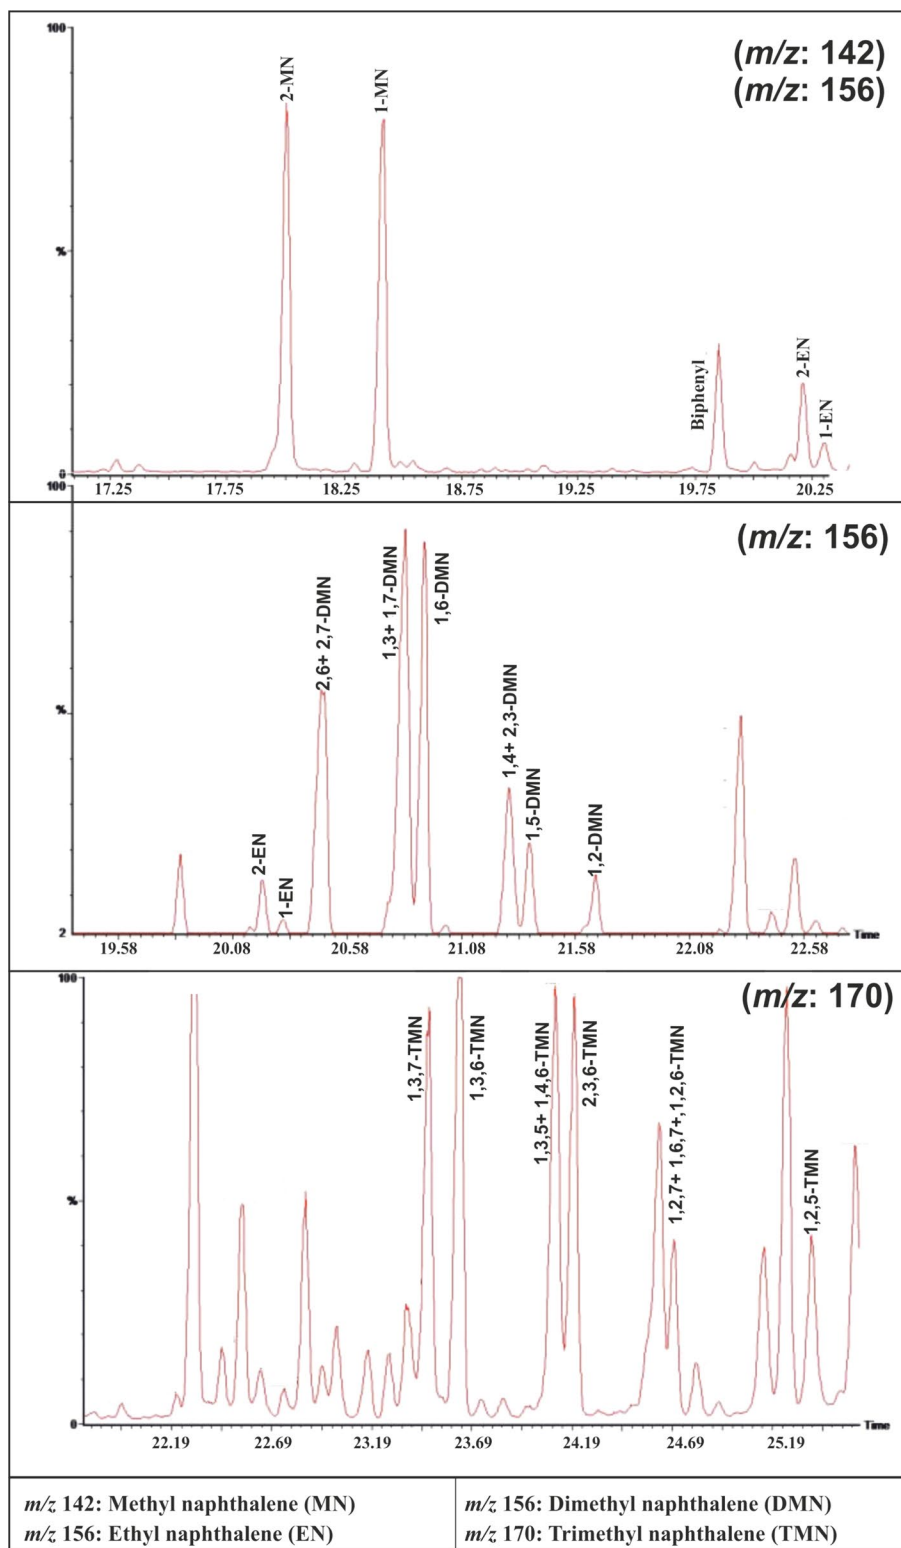 100
(m/z: 142)
(m/z: 156)
2-MN
1-MN
%
Biphenyl
2-EN
1-EN
0
17.25 17.75 18.25 18.75 19.25 19.75 20.25
100
(m/z: 156)
2-EN
1-EN
2,6+ 2,7-DMN
1,3+ 1,7-DMN
1,6-DMN
1,4+ 2,3-DMN
1,5-DMN
1,2-DMN
%
2
Time
19.58 20.08 20.58 21.08 21.58 22.08 22.58
100
(m/z: 170)
1,3,7-TMN
1,3,6-TMN
1,3,5+ 1,4,6-TMN
2,3,6-TMN
1,2,7+ 1,6,7+,1,2,6-TMN
1,2,5-TMN
%
0
Time
22.19 22.69 23.19 23.69 24.19 24.69 25.19
m/z 142: Methyl naphthalene (MN)
m/z 156: Ethyl naphthalene (EN)
m/z 156: Dimethyl naphthalene (DMN)
m/z 170: Trimethyl naphthalene (TMN)